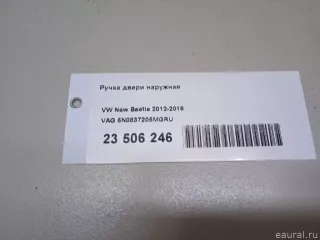 Ручка двери наружная
VW New Beetle 2012-2016
VAG 5N0837205MGRU
23 506 246
eaural.ru